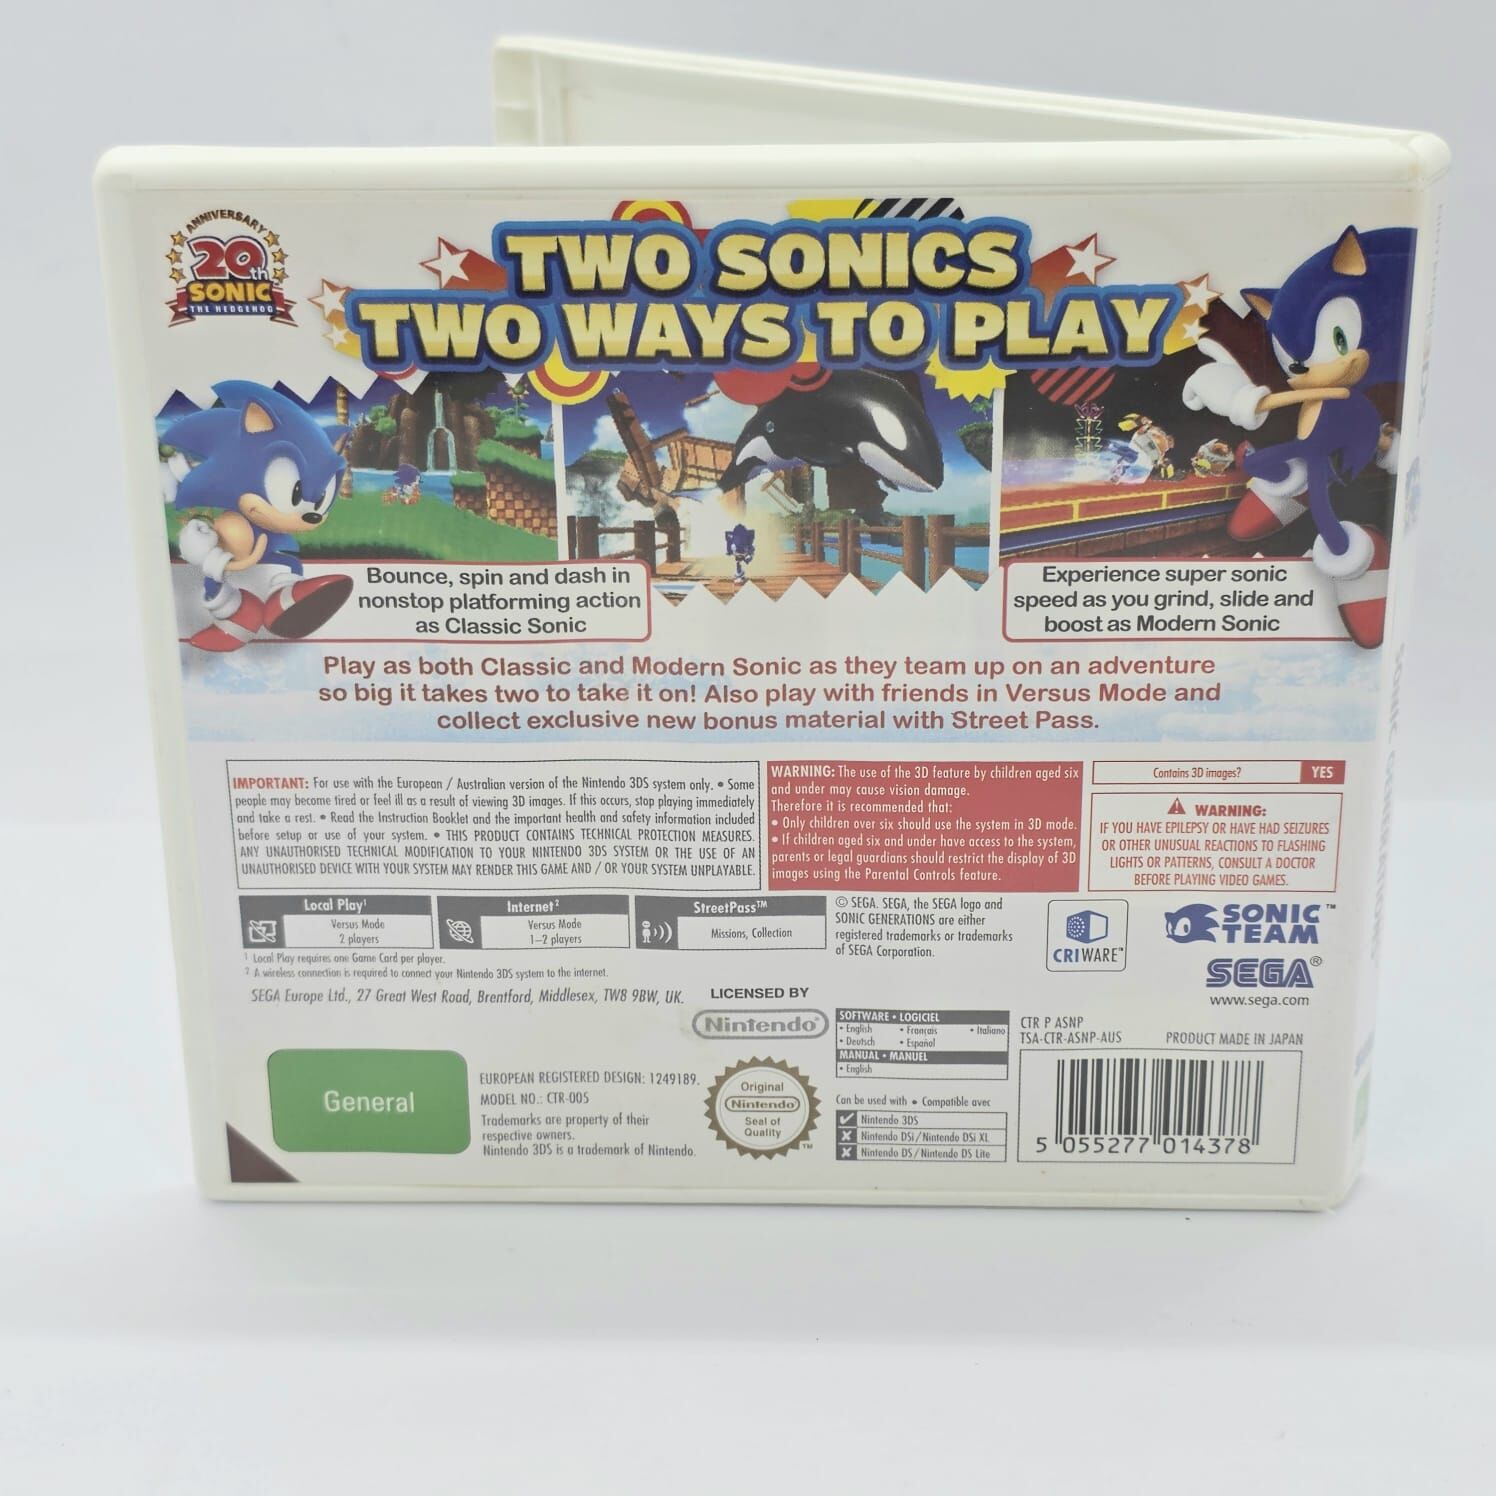 ANNIVERSARY
20th
SONIC
THE HEDGEHOG
TWO SONICS
TWO WAYS TO PLAY
Bounce, spin and dash in
nonstop platforming action
as Classic Sonic
Experience super sonic
speed as you grind, slide and
boost as Modern Sonic
Play as both Classic and Modern Sonic as they team up on an adventure
so big it takes two to take it on! Also play with friends in Versus Mode and
collect exclusive new bonus material with Street Pass.
IMPORTANT: For use with the European / Australian version of the Nintendo 3DS system only. • Some
people may become tired or feel ill as a result of viewing 3D images. If this occurs, stop playing immediately
and take a rest. • Read the Instruction Booklet and the important health and safety information included
before setup or use of your system. • THIS PRODUCT CONTAINS TECHNICAL PROTECTION MEASURES.
ANY UNAUTHORISED TECHNICAL MODIFICATION TO YOUR NINTENDO 3DS SYSTEM OR THE USE OF AN
UNAUTHORISED DEVICE WITH YOUR SYSTEM MAY RENDER THIS GAME AND / OR YOUR SYSTEM UNPLAYABLE.
WARNING: The use of the 3D feature by children aged six
and under may cause vision damage.
Therefore it is recommended that:
• Only children over six should use the system in 3D mode.
• If children aged six and under have access to the system,
parents or legal guardians should restrict the display of 3D
images using the Parental Controls feature.
Contains 3D images? YES
WARNING:
IF YOU HAVE EPILEPSY OR HAVE HAD SEIZURES
OR OTHER UNUSUAL REACTIONS TO FLASHING
LIGHTS OR PATTERNS, CONSULT A DOCTOR
BEFORE PLAYING VIDEO GAMES.
Local Play¹
Versus Mode
2 players
Internet²
Versus Mode
1–2 players
StreetPass™
Missions, Collection
¹ Local Play requires one Game Card per player.
² A wireless connection is required to connect your Nintendo 3DS system to the internet.
© SEGA. SEGA, the SEGA logo and
SONIC GENERATIONS are either
registered trademarks or trademarks
of SEGA Corporation.
CRIWARE™
SONIC™
TEAM
SEGA®
www.sega.com
SEGA Europe Ltd., 27 Great West Road, Brentford, Middlesex, TW8 9BW, UK.
LICENSED BY
Nintendo®
SOFTWARE • LOGICIEL
• English • Français • Italiano
• Deutsch • Español
MANUAL • MANUEL
• English
CTR P ASNP
TSA-CTR-ASNP-AUS
PRODUCT MADE IN JAPAN
General
EUROPEAN REGISTERED DESIGN: 1249189.
MODEL NO.: CTR-005
Trademarks are property of their
respective owners.
Nintendo 3DS is a trademark of Nintendo.
Original
Nintendo
Seal of
Quality
™
Can be used with • Compatible avec
Nintendo 3DS
Nintendo DSi/Nintendo DSi XL
Nintendo DS/Nintendo DS Lite
5 055277 014378